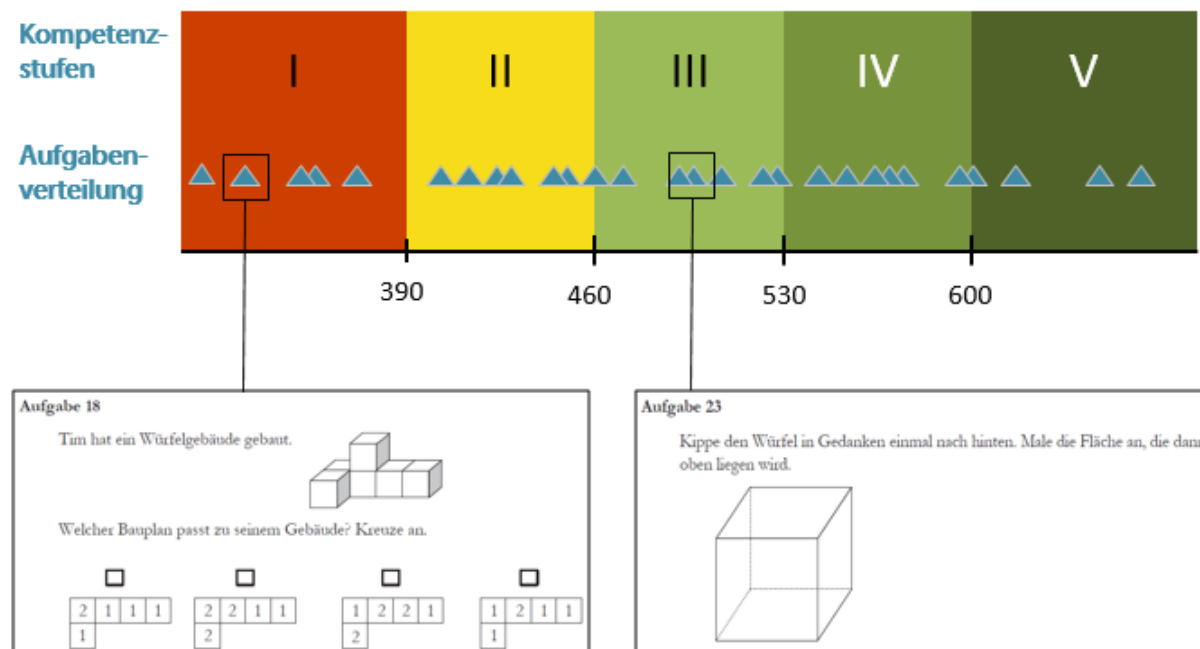 Kompetenz-
stufen
I II III IV V
Aufgaben-
verteilung
390 460 530 600
Aufgabe 18
Tim hat ein Würfelgebäude gebaut.
Welcher Bauplan passt zu seinem Gebäude? Kreuze an.
2 1 1 1 2 2 1 1 1 2 2 1 1 2 1 1
1 2 2 1
Aufgabe 23
Kippe den Würfel in Gedanken einmal nach hinten. Male die Fläche an, die dann
oben liegen wird.